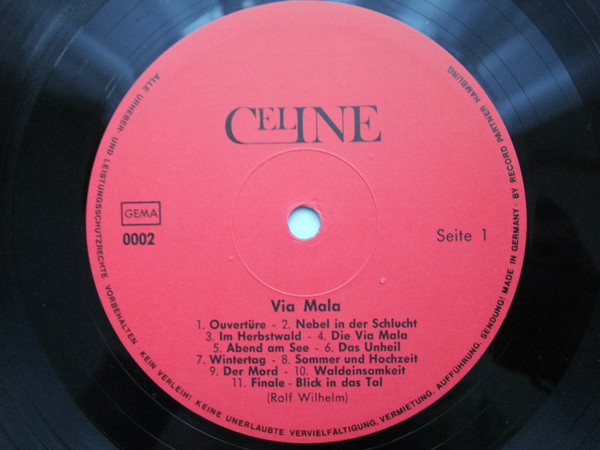 CELINE
GEMA
0002
Seite 1
Via Mala
1. Ouvertüre - 2. Nebel in der Schlucht
3. Im Herbstwald - 4. Die Via Mala
5. Abend am See - 6. Das Unheil
7. Wintertag - 8. Sommer und Hochzeit
9. Der Mord - 10. Waldeinsamkeit
11. Finale - Blick in das Tal
(Rolf Wilhelm)
ALLE URHEBER- UND LEISTUNGSSCHUTZRECHTE VORBEHALTEN · KEIN VERLEIH! KEINE UNERLAUBTE VERVIELFÄLTIGUNG, VERMIETUNG, AUFFÜHRUNG, SENDUNG! MADE IN GERMANY · BY RECORD PARTNER HAMBURG